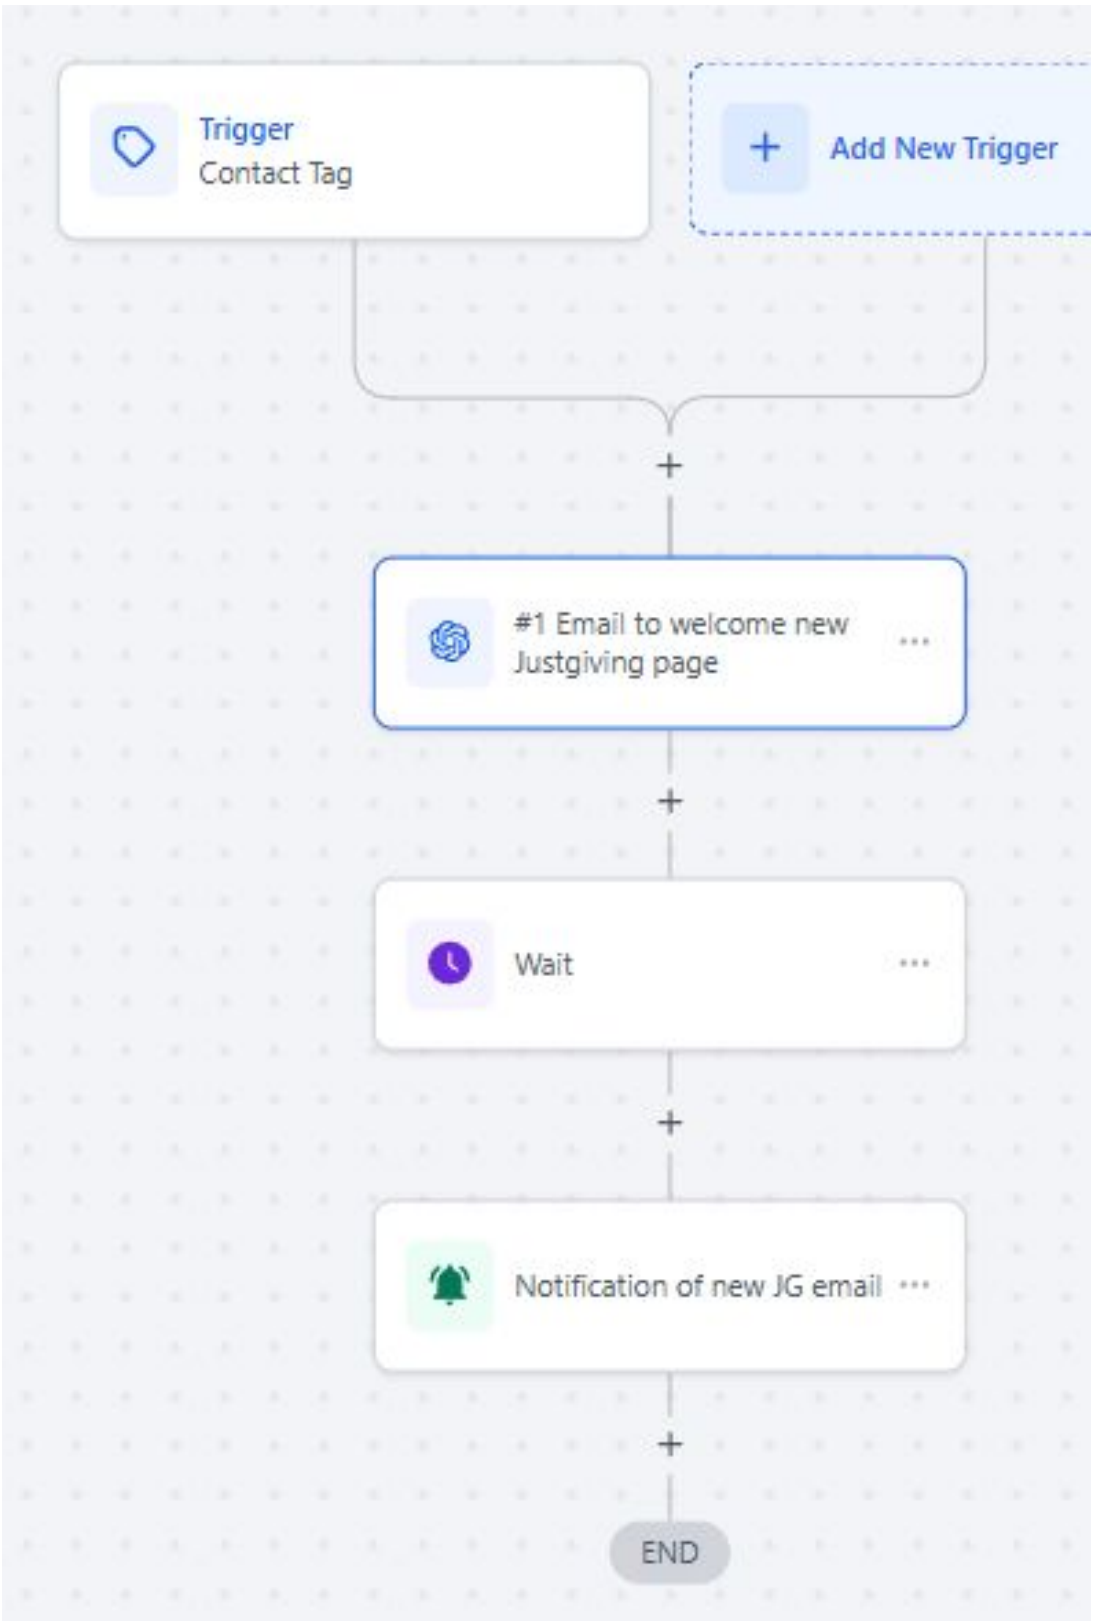 Trigger
Contact Tag
Add New Trigger
#1 Email to welcome new
Justgiving page
Wait
Notification of new JG email
END